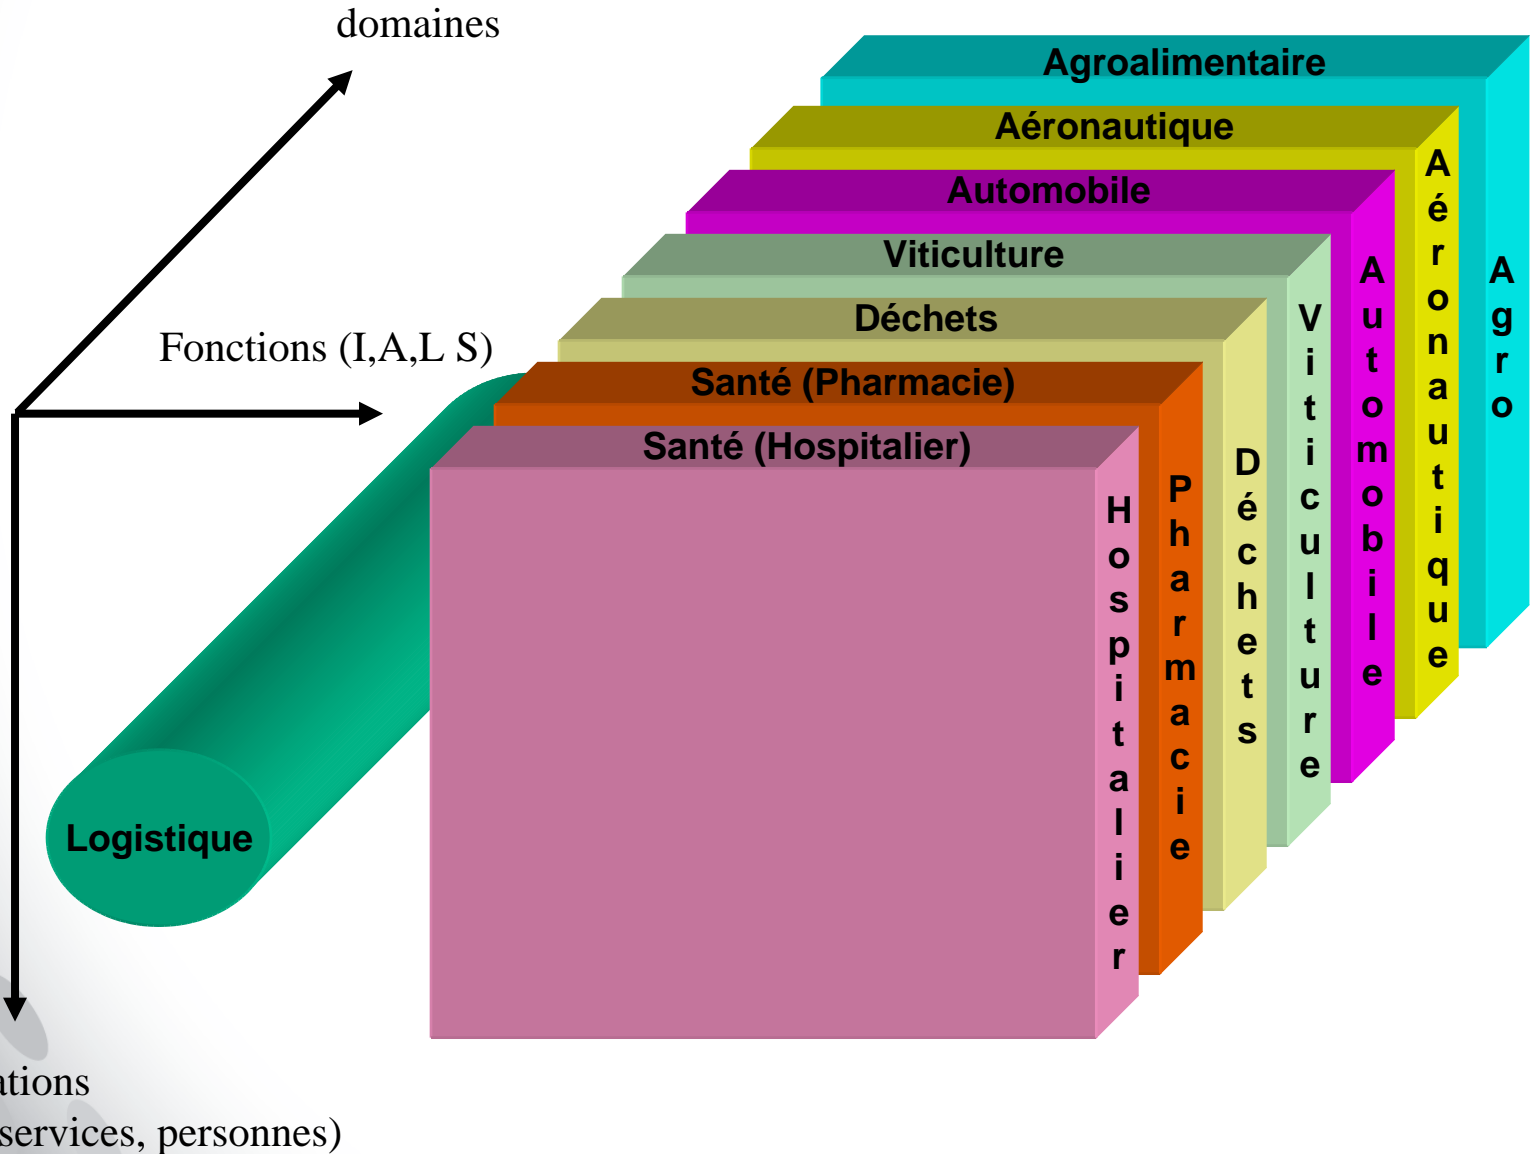 domaines
Agroalimentaire
Aéronautique
Automobile
Viticulture
Déchets
Fonctions (I,A,L S)
Santé (Pharmacie)
Santé (Hospitalier)
Logistique
Hospitalier
Pharmacie
Déchets
Viticulture
Automobile
Aéronautique
Agro
services, personnes)